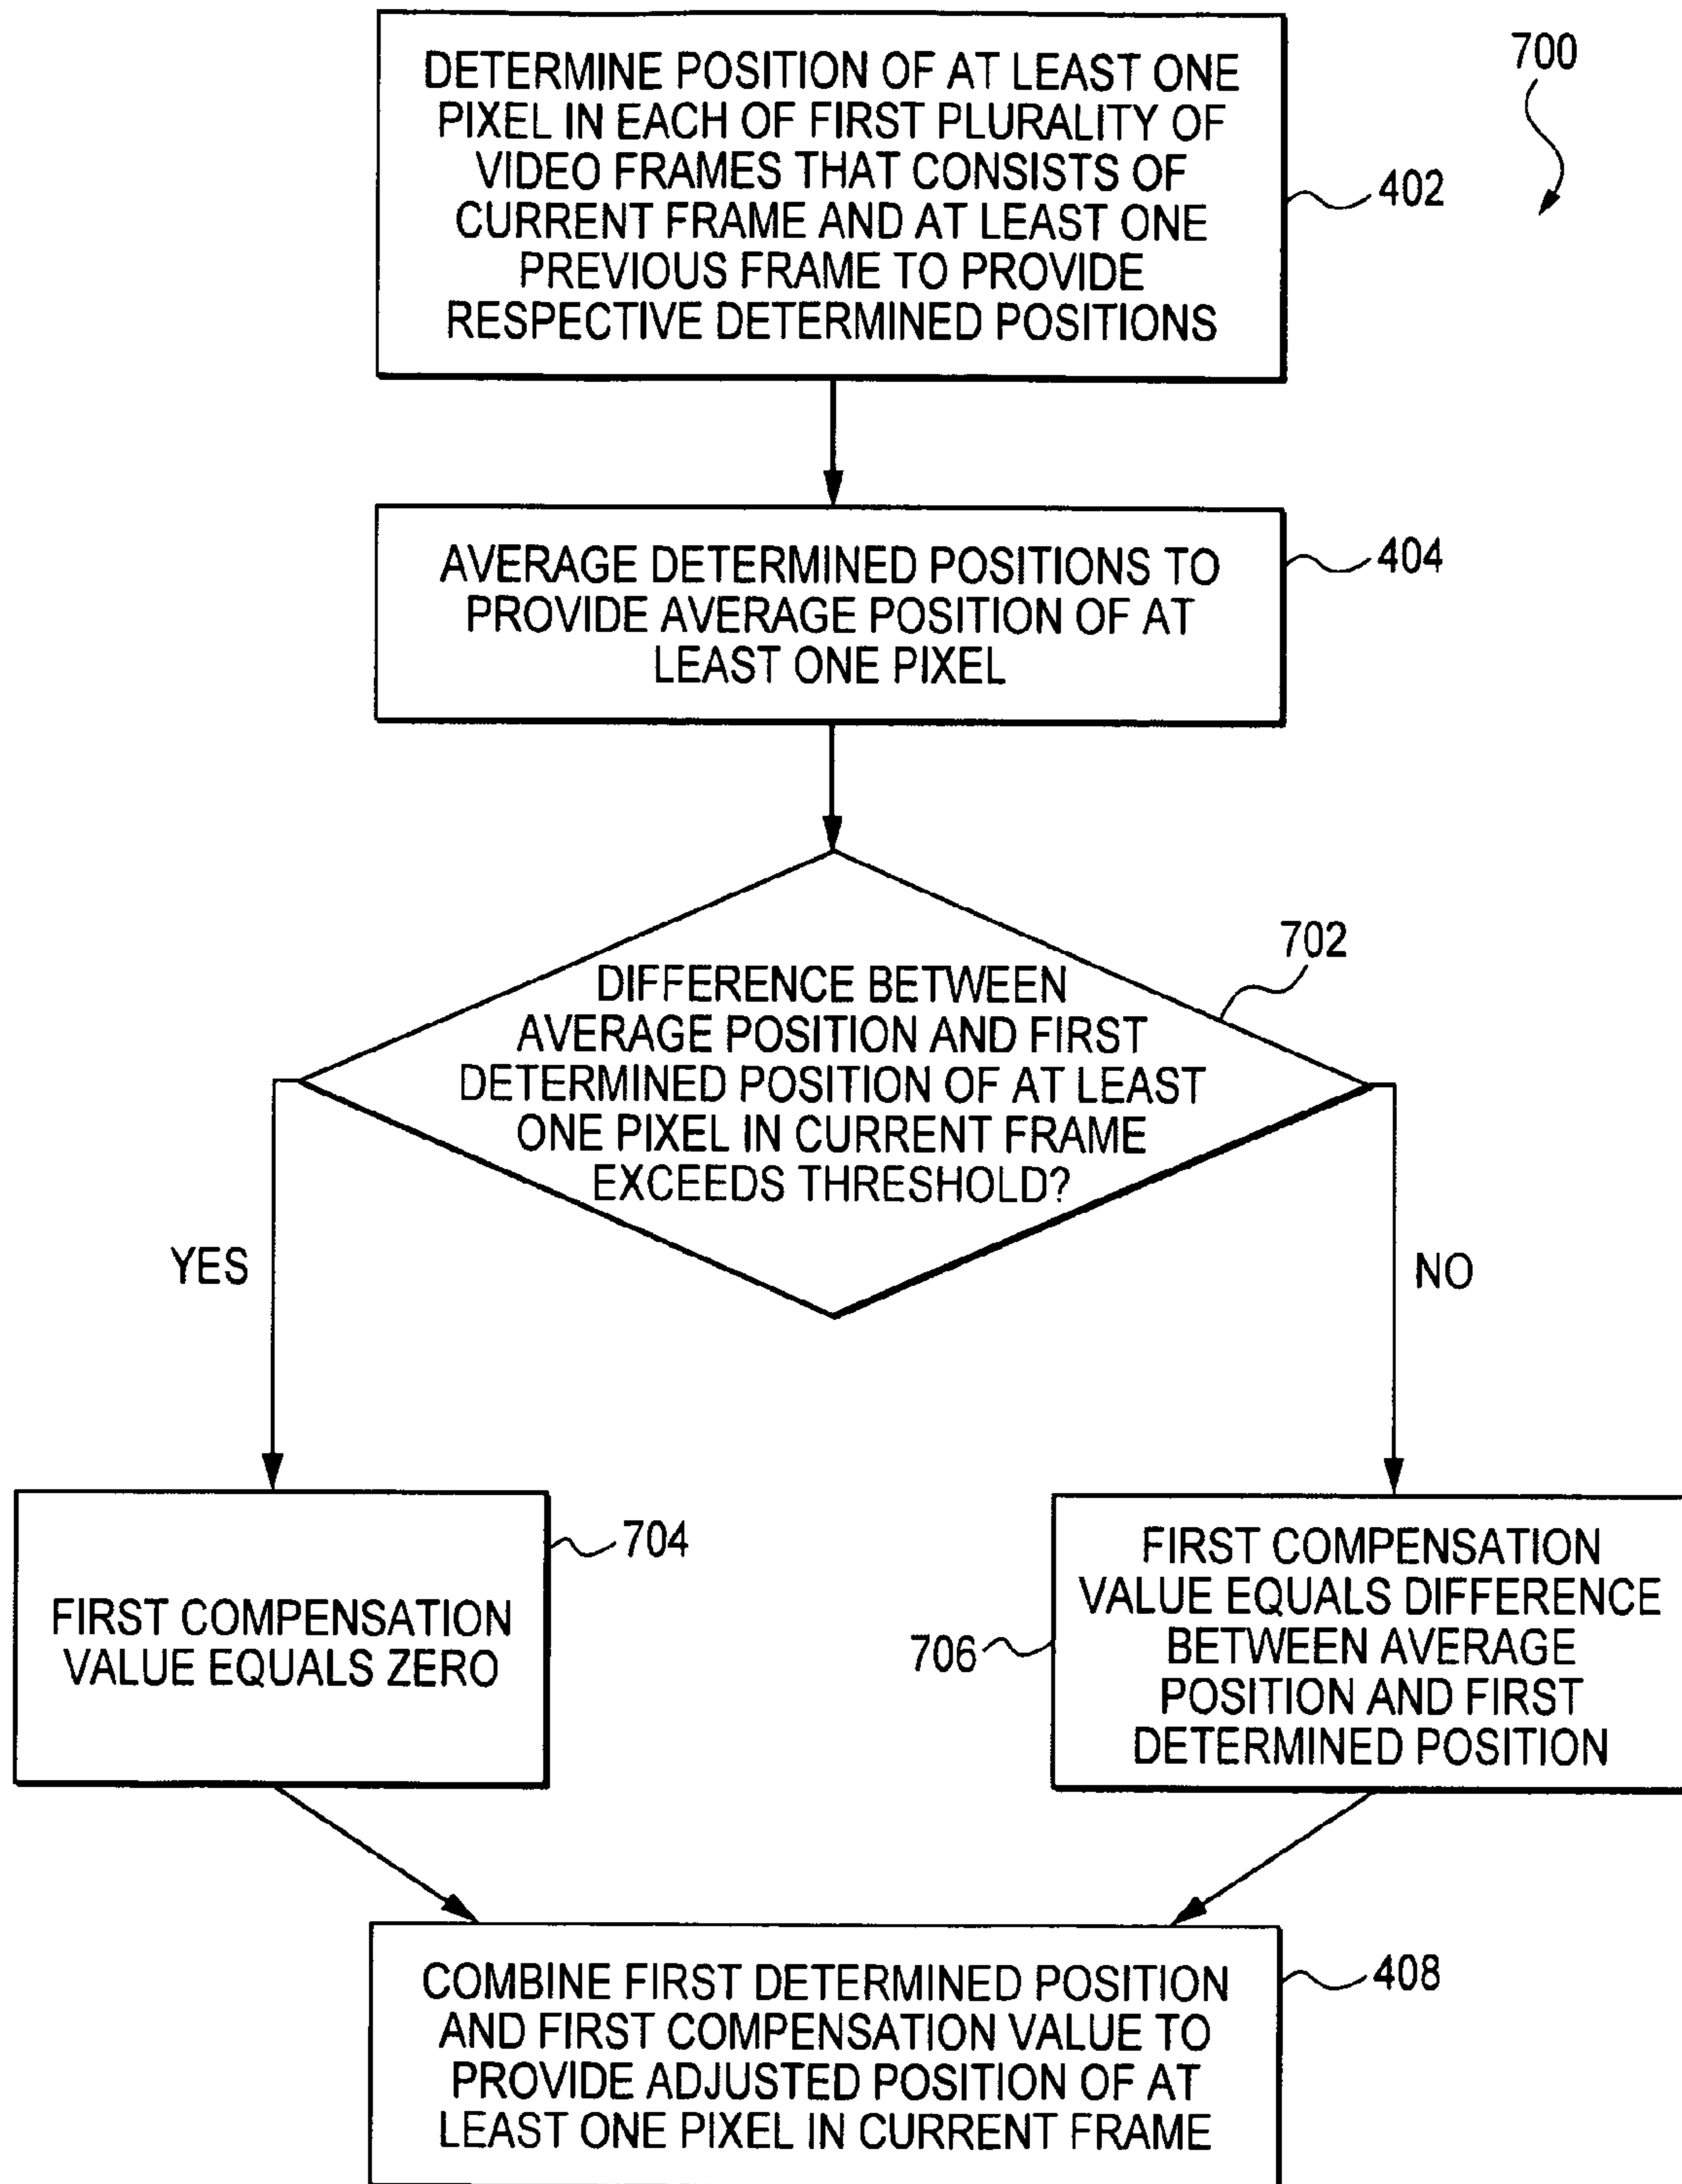 700
DETERMINE POSITION OF AT LEAST ONE
PIXEL IN EACH OF FIRST PLURALITY OF
VIDEO FRAMES THAT CONSISTS OF
CURRENT FRAME AND AT LEAST ONE
PREVIOUS FRAME TO PROVIDE
RESPECTIVE DETERMINED POSITIONS
402
AVERAGE DETERMINED POSITIONS TO
PROVIDE AVERAGE POSITION OF AT
LEAST ONE PIXEL
404
702
DIFFERENCE BETWEEN
AVERAGE POSITION AND FIRST
DETERMINED POSITION OF AT LEAST
ONE PIXEL IN CURRENT FRAME
EXCEEDS THRESHOLD?
YES
NO
FIRST COMPENSATION
VALUE EQUALS ZERO
704
FIRST COMPENSATION
VALUE EQUALS DIFFERENCE
BETWEEN AVERAGE
POSITION AND FIRST
DETERMINED POSITION
706
COMBINE FIRST DETERMINED POSITION
AND FIRST COMPENSATION VALUE TO
PROVIDE ADJUSTED POSITION OF AT
LEAST ONE PIXEL IN CURRENT FRAME
408